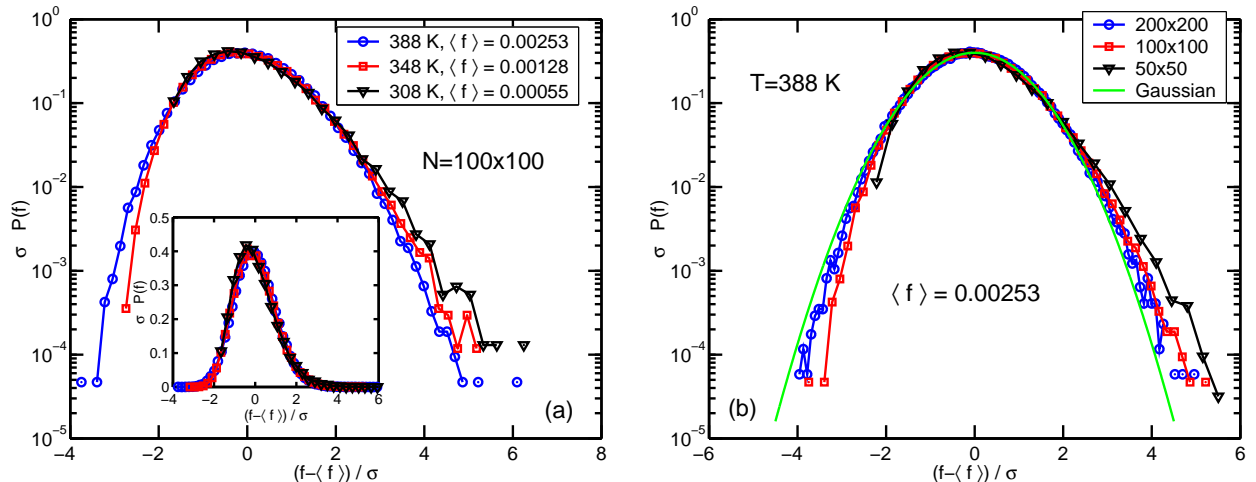 388 K, ⟨ f ⟩ = 0.00253
348 K, ⟨ f ⟩ = 0.00128
308 K, ⟨ f ⟩ = 0.00055
N=100x100
(a)
σ P(f)
10^0
10^-1
10^-2
10^-3
10^-4
10^-5
−4 −2 0 2 4 6 8
(f-⟨ f ⟩) / σ
σ P(f)
0.5
0.4
0.3
0.2
0.1
0
−4 −2 0 2 4 6
(f-⟨ f ⟩) / σ
200x200
100x100
50x50
Gaussian
T=388 K
⟨ f ⟩ = 0.00253
(b)
σ P(f)
10^0
10^-1
10^-2
10^-3
10^-4
10^-5
−6 −4 −2 0 2 4 6
(f-⟨ f ⟩) / σ